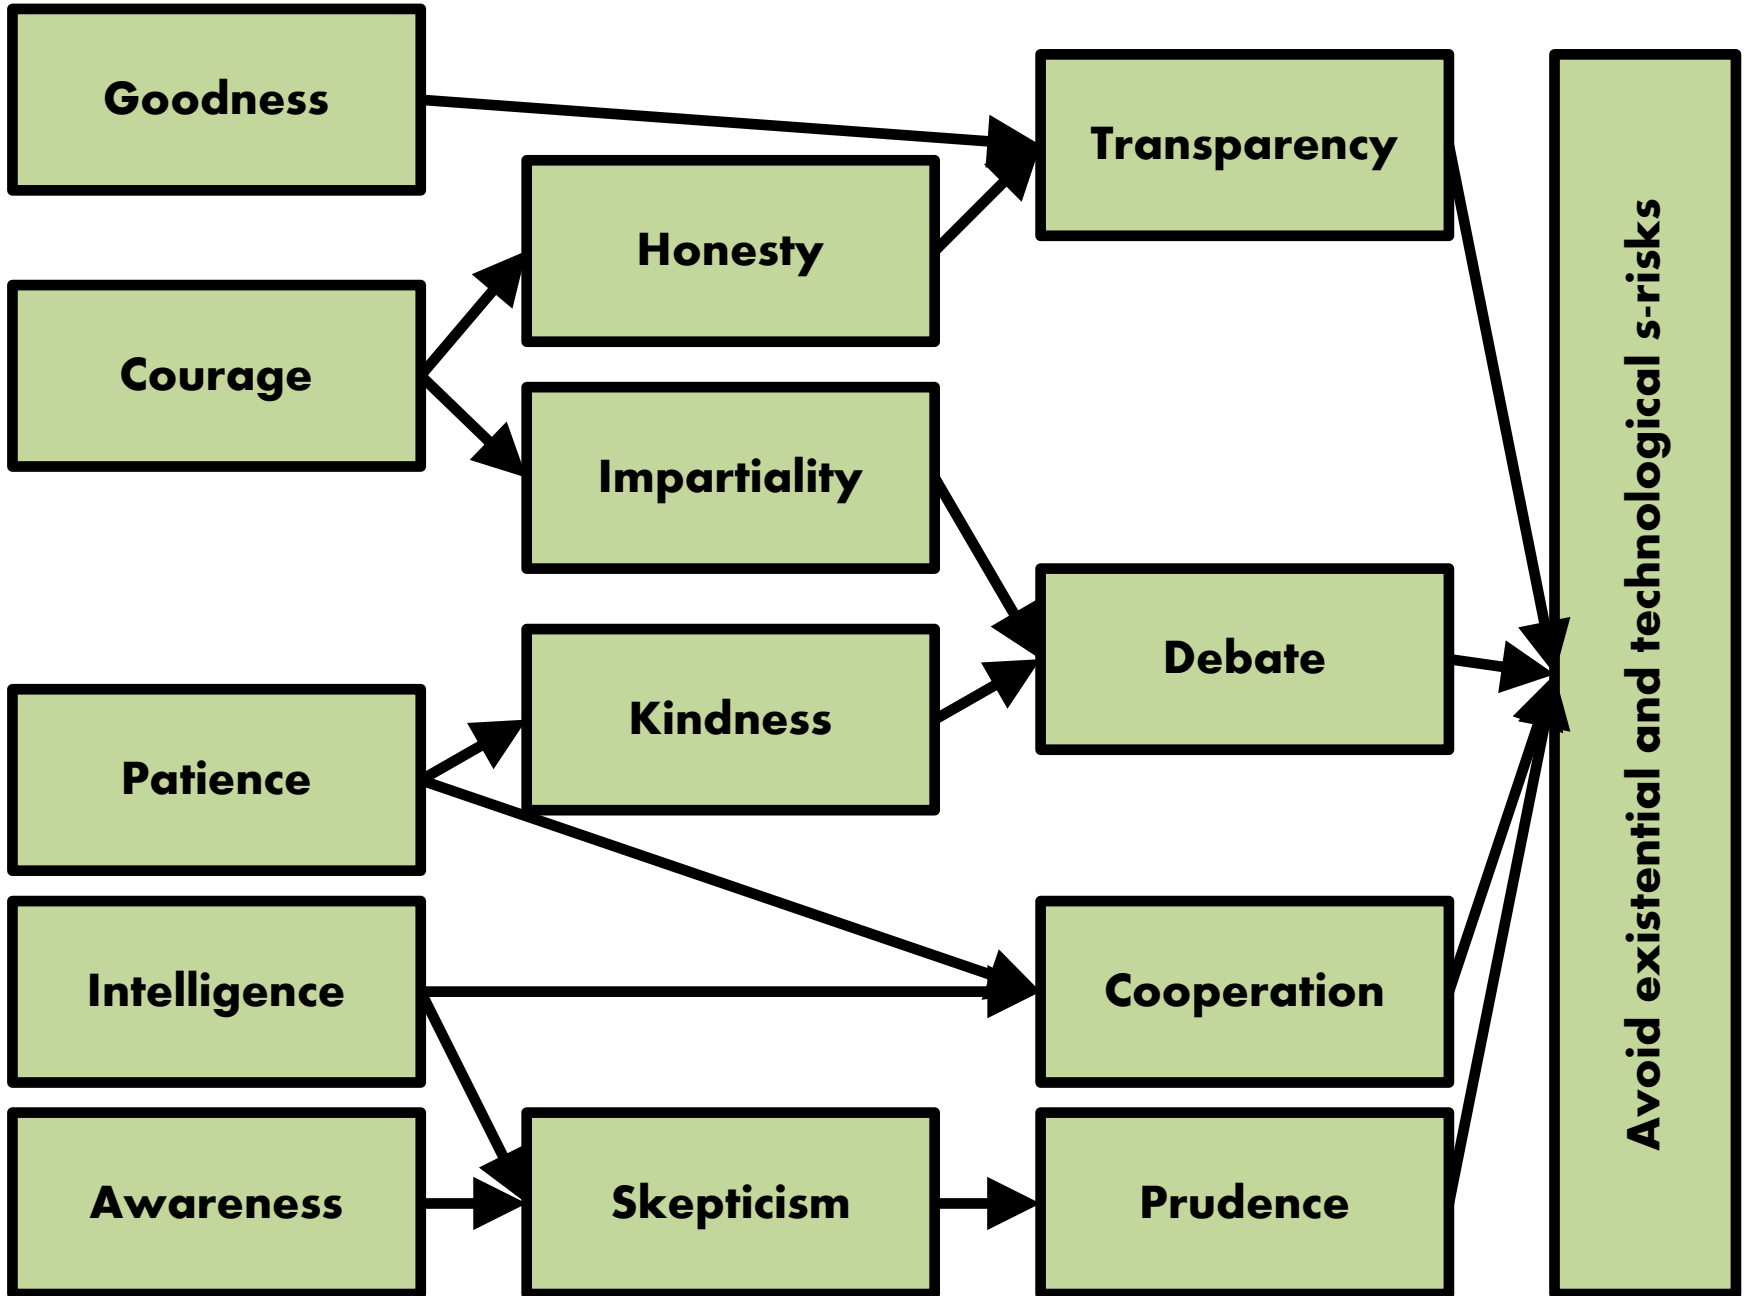 Goodness
Transparency
Honesty
Courage
Impartiality
Debate
Kindness
Patience
Intelligence
Cooperation
Awareness
Skepticism
Prudence
Avoid existential and technological s-risks